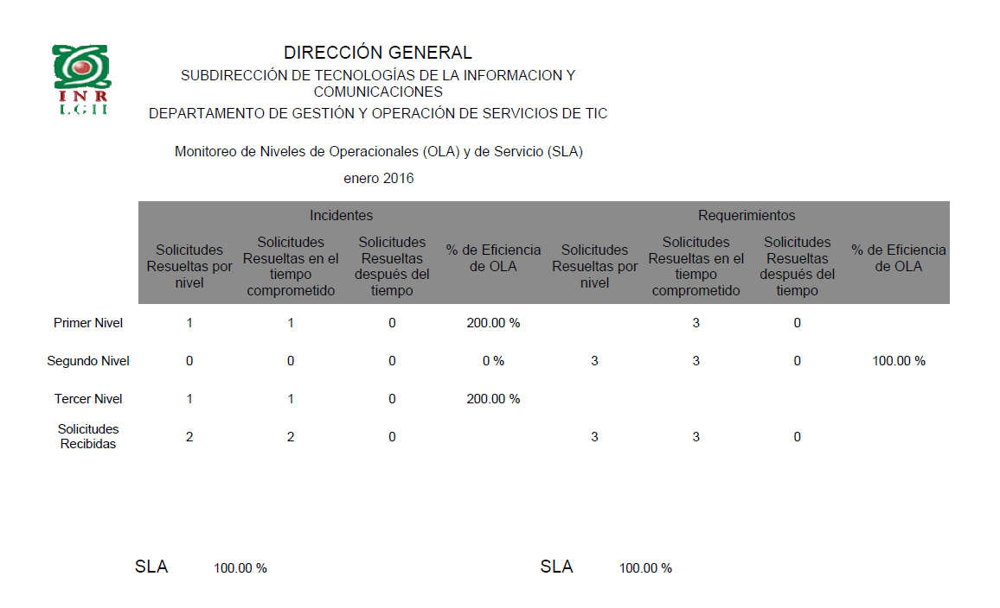 DIRECCIÓN GENERAL
SUBDIRECCIÓN DE TECNOLOGÍAS DE LA INFORMACION Y
COMUNICACIONES
DEPARTAMENTO DE GESTIÓN Y OPERACIÓN DE SERVICIOS DE TIC
INR
LGII
Monitoreo de Niveles de Operacionales (OLA) y de Servicio (SLA)
enero 2016
Incidentes Requerimientos
Solicitudes Resueltas por nivel Solicitudes Resueltas en el tiempo comprometido Solicitudes Resueltas después del tiempo % de Eficiencia de OLA Solicitudes Resueltas por nivel Solicitudes Resueltas en el tiempo comprometido Solicitudes Resueltas después del tiempo % de Eficiencia de OLA
Primer Nivel 1 1 0 200.00 % 3 0
Segundo Nivel 0 0 0 0 % 3 3 0 100.00 %
Tercer Nivel 1 1 0 200.00 %
Solicitudes Recibidas 2 2 0 3 3 0
SLA 100.00 % SLA 100.00 %